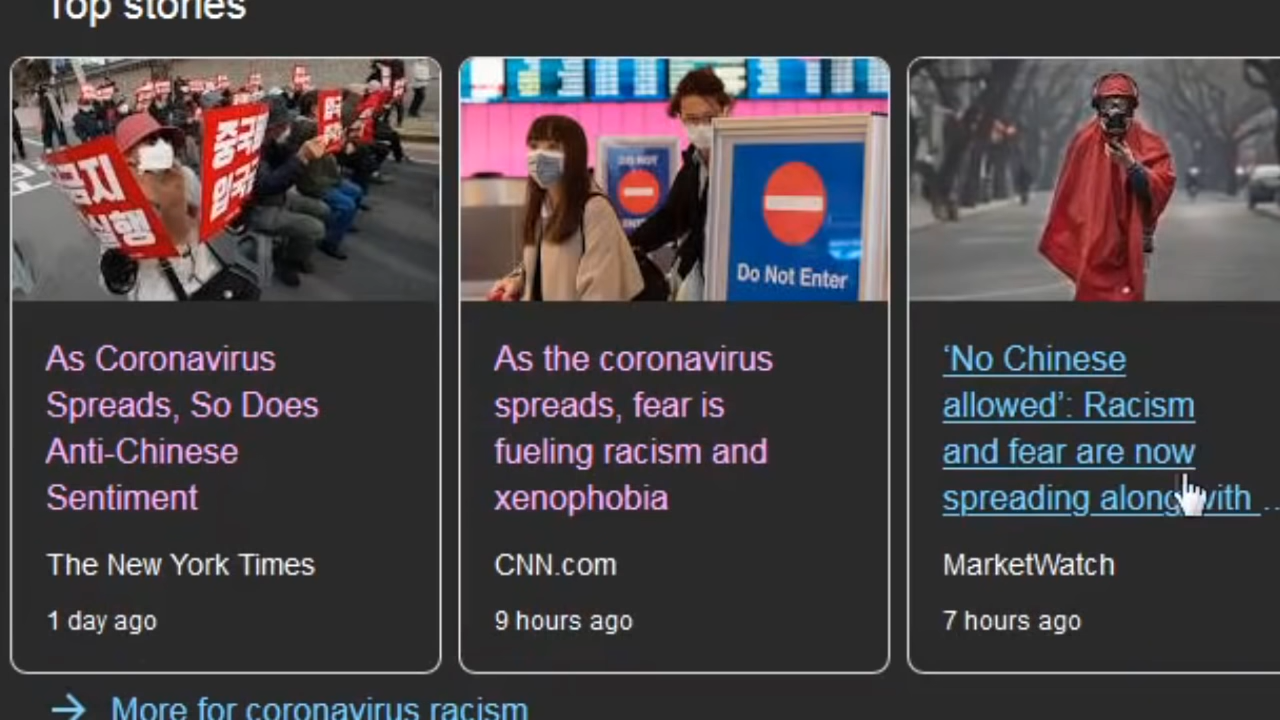 Top stories
금지
중국
입국
DO NOT
Do Not Enter
As Coronavirus
Spreads, So Does
Anti-Chinese
Sentiment
The New York Times
1 day ago
As the coronavirus
spreads, fear is
fueling racism and
xenophobia
CNN.com
9 hours ago
‘No Chinese
allowed’: Racism
and fear are now
spreading along with ...
MarketWatch
7 hours ago
→ More for coronavirus racism